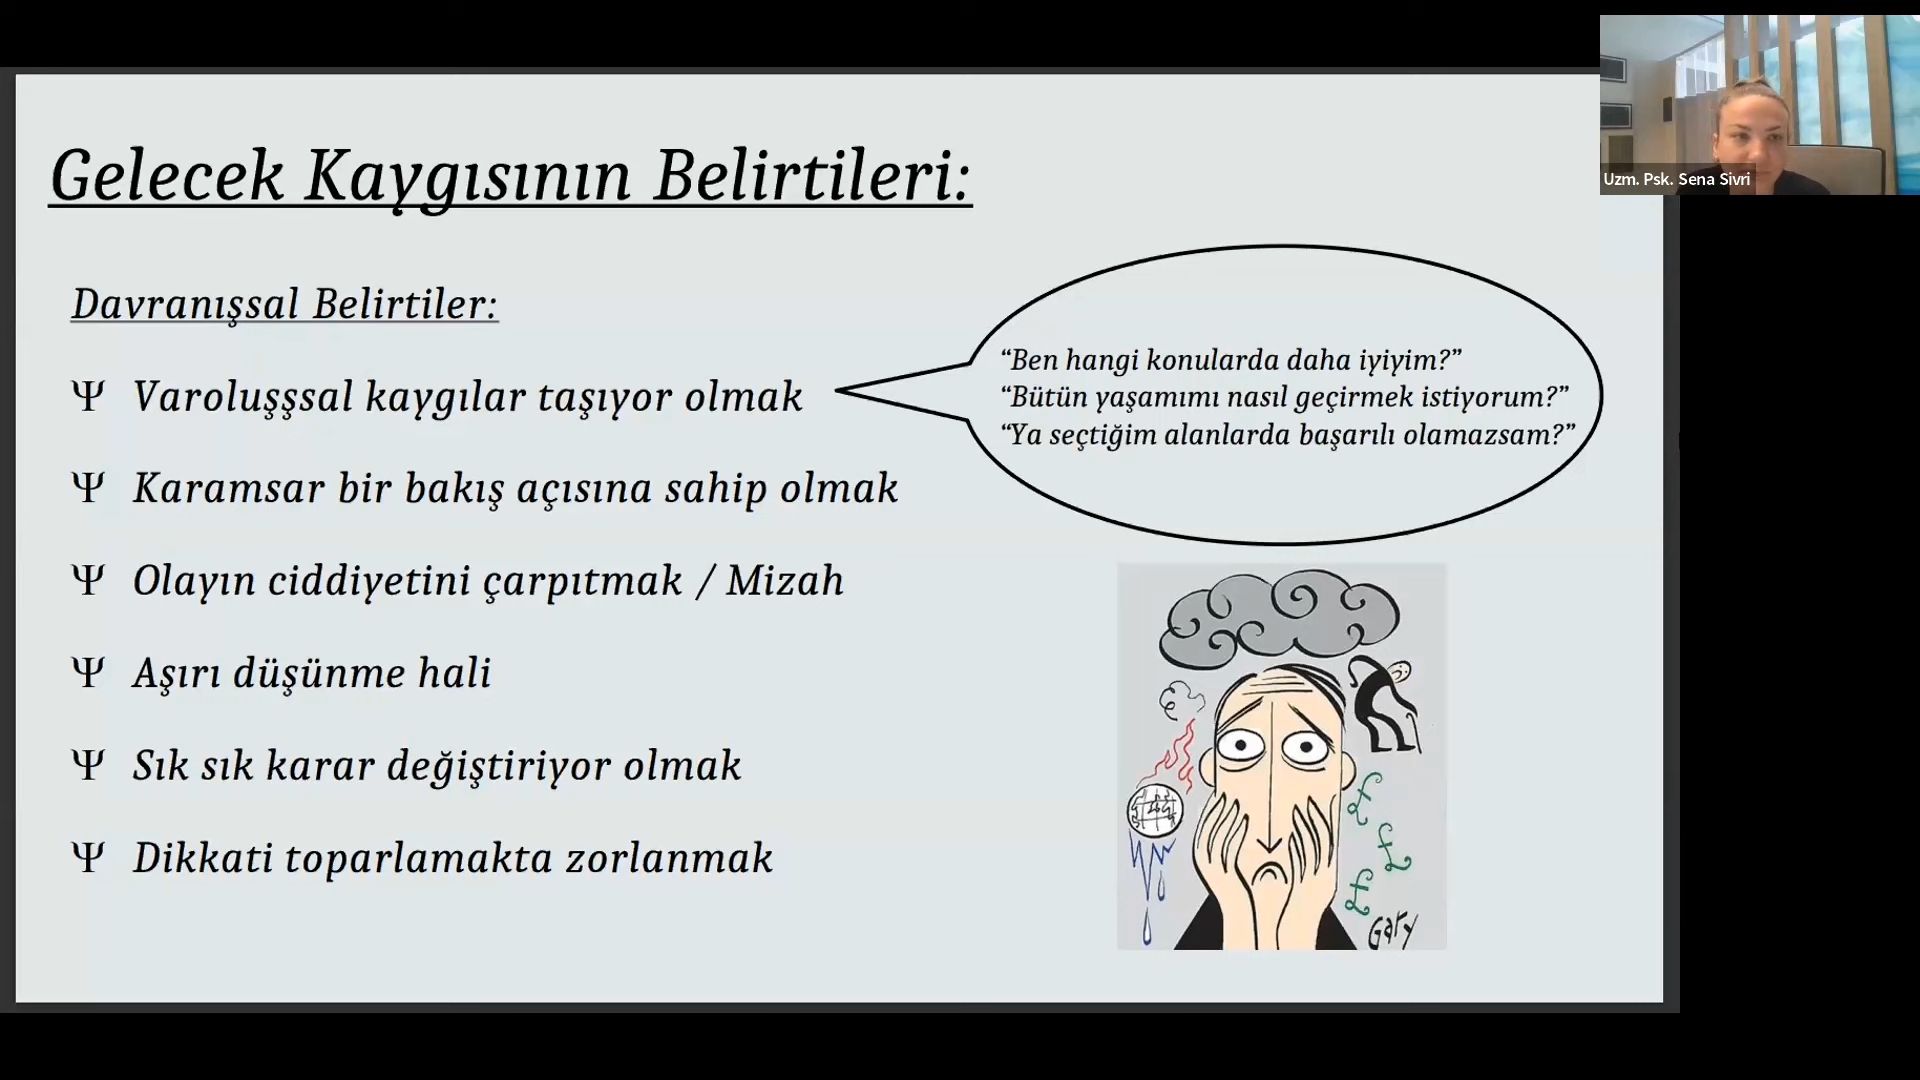 Uzm. Psk. Sena Sivri
Gelecek Kaygısının Belirtileri:
Davranışsal Belirtiler:
Ψ Varoluşşsal kaygılar taşıyor olmak
“Ben hangi konularda daha iyiyim?”
“Bütün yaşamımı nasıl geçirmek istiyorum?”
“Ya seçtiğim alanlarda başarılı olamazsam?”
Ψ Karamsar bir bakış açısına sahip olmak
Ψ Olayın ciddiyetini çarpıtmak / Mizah
Ψ Aşırı düşünme hali
Ψ Sık sık karar değiştiriyor olmak
Ψ Dikkati toparlamakta zorlanmak
£
£
£
Gary